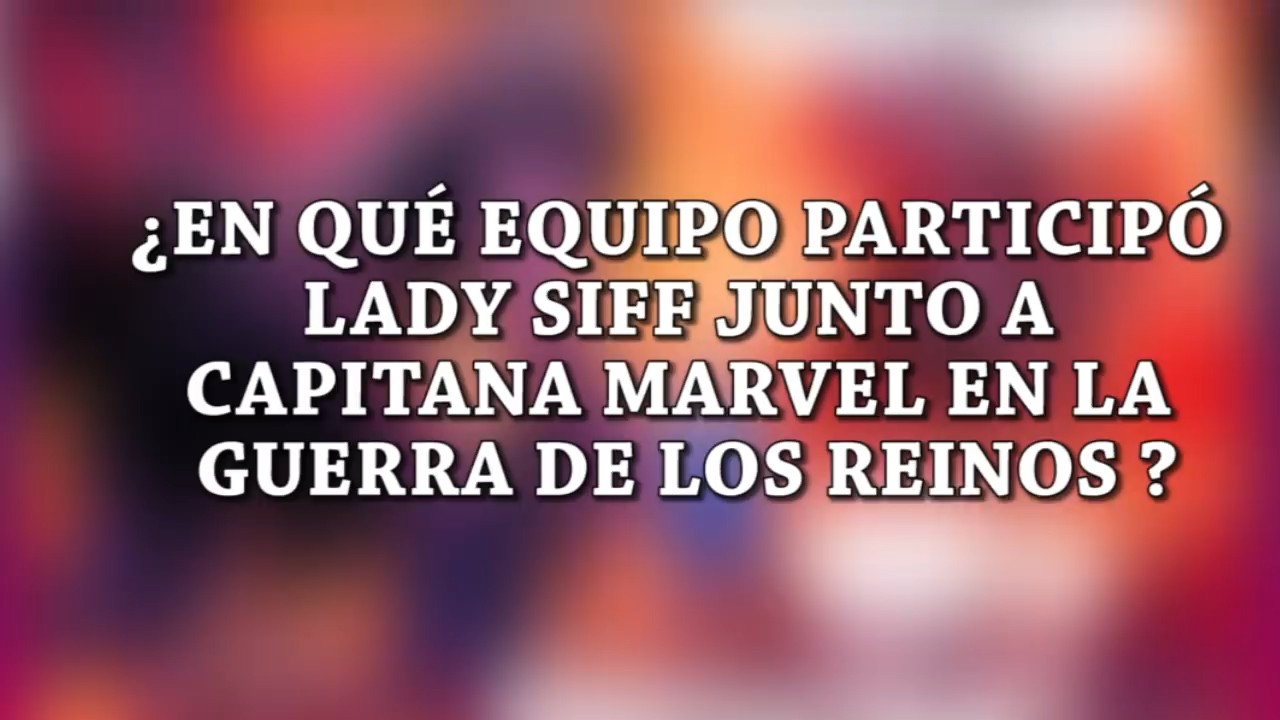 ¿EN QUÉ EQUIPO PARTICIPÓ
LADY SIFF JUNTO A
CAPITANA MARVEL EN LA
GUERRA DE LOS REINOS ?